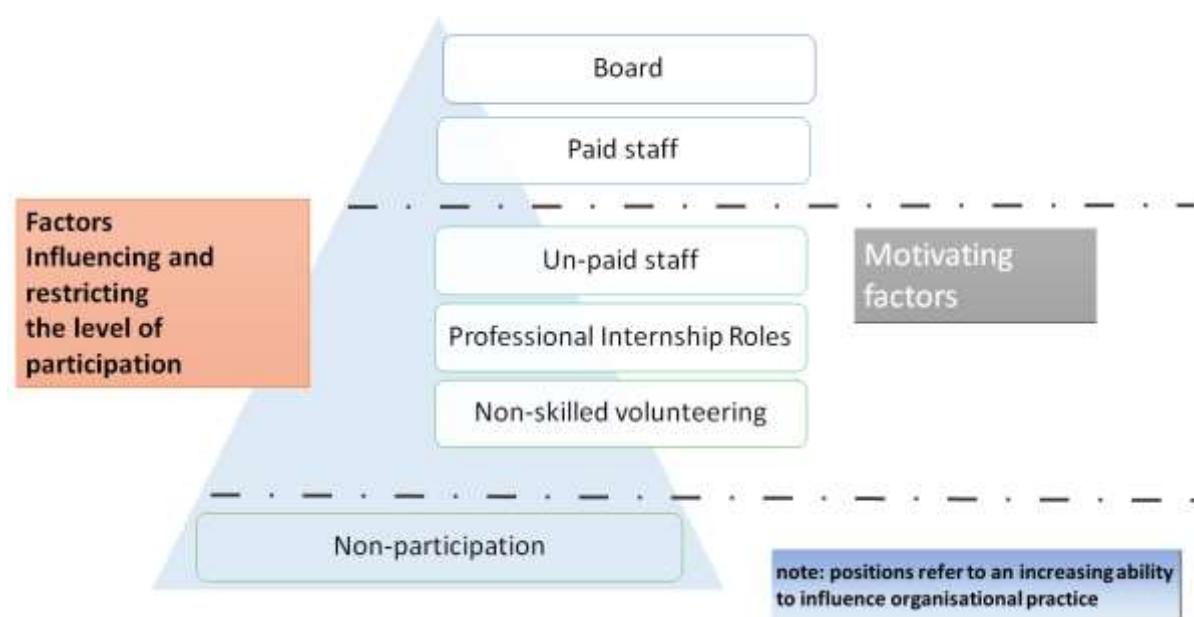 Board
Paid staff
Factors
Influencing and
restricting
the level of
participation
Un-paid staff
Motivating
factors
Professional Internship Roles
Non-skilled volunteering
Non-participation
note: positions refer to an increasing ability
to influence organisational practice